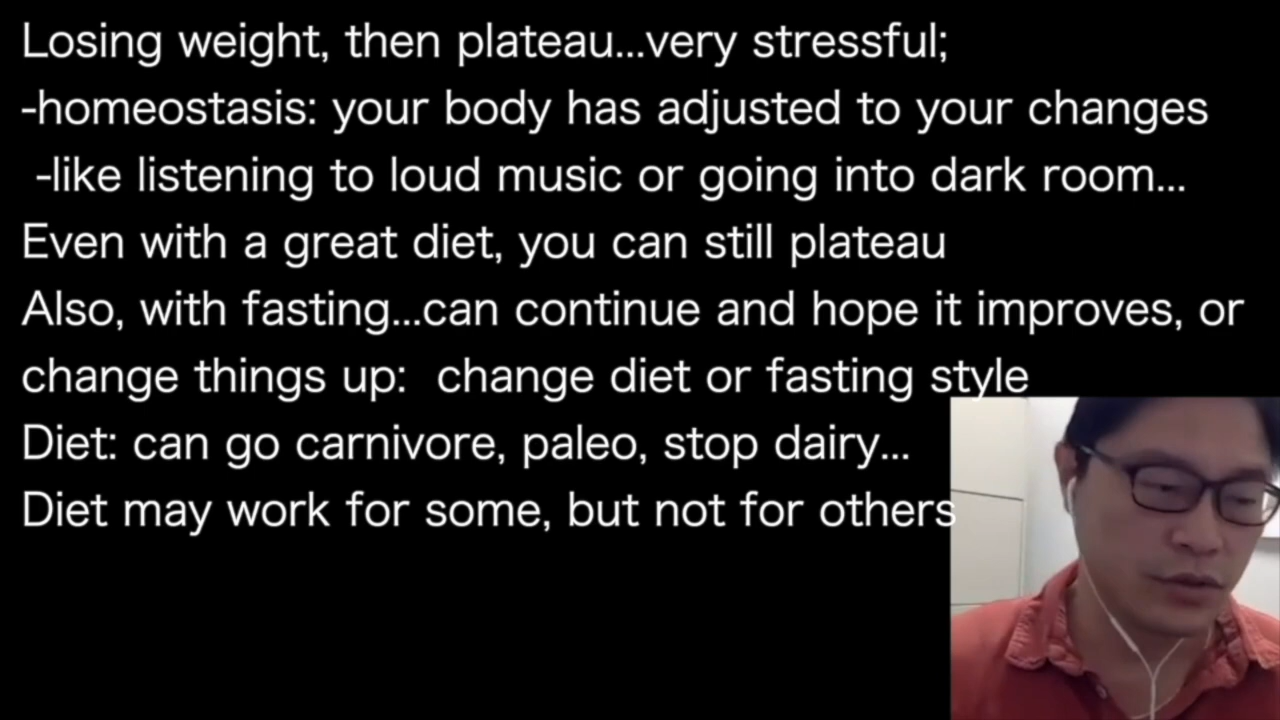 Losing weight, then plateau...very stressful;
-homeostasis: your body has adjusted to your changes
-like listening to loud music or going into dark room...
Even with a great diet, you can still plateau
Also, with fasting...can continue and hope it improves, or
change things up:  change diet or fasting style
Diet: can go carnivore, paleo, stop dairy...
Diet may work for some, but not for others